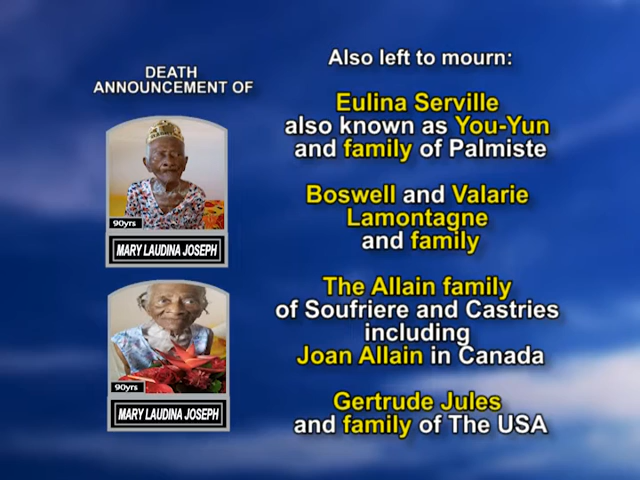 DEATH
ANNOUNCEMENT OF
90yrs
MARY LAUDINA JOSEPH
90yrs
MARY LAUDINA JOSEPH
Also left to mourn:
Eulina Serville
also known as You-Yun
and family of Palmiste
Boswell and Valarie
Lamontagne
and family
The Allain family
of Soufriere and Castries
including
Joan Allain in Canada
Gertrude Jules
and family of The USA